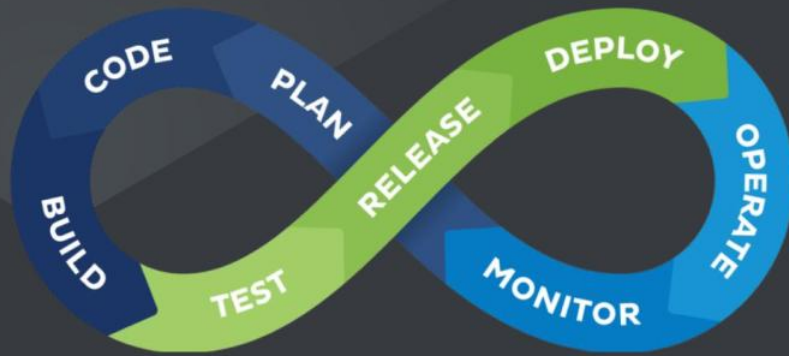 PLAN
CODE
BUILD
TEST
RELEASE
DEPLOY
OPERATE
MONITOR